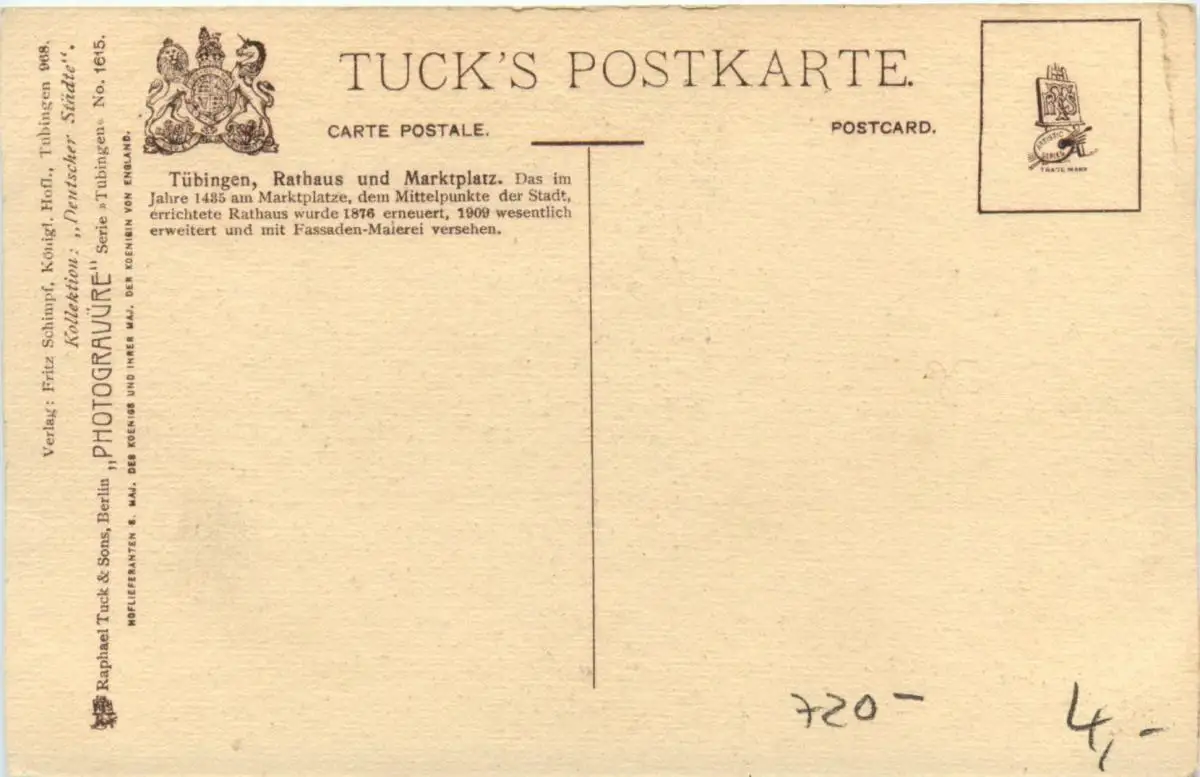 TUCK'S POSTKARTE.
CARTE POSTALE.
POSTCARD.
ARTISTIC
SERIES
TRADE MARK
Tübingen, Rathaus und Marktplatz. Das im
Jahre 1435 am Marktplatze, dem Mittelpunkte der Stadt,
errichtete Rathaus wurde 1876 erneuert, 1909 wesentlich
erweitert und mit Fassaden-Malerei versehen.
Verlag: Fritz Schimpf, Königl. Hofl., Tübingen 968.
Kollektion: „Deutscher Städte“.
Raphael Tuck & Sons, Berlin „PHOTOGRAVÜRE“ Serie »Tübingen« No. 1615.
HOFLIEFERANTEN S. MAJ. DES KOENIGS UND IHRER MAJ. DER KOENIGIN VON ENGLAND.
720-
4,-